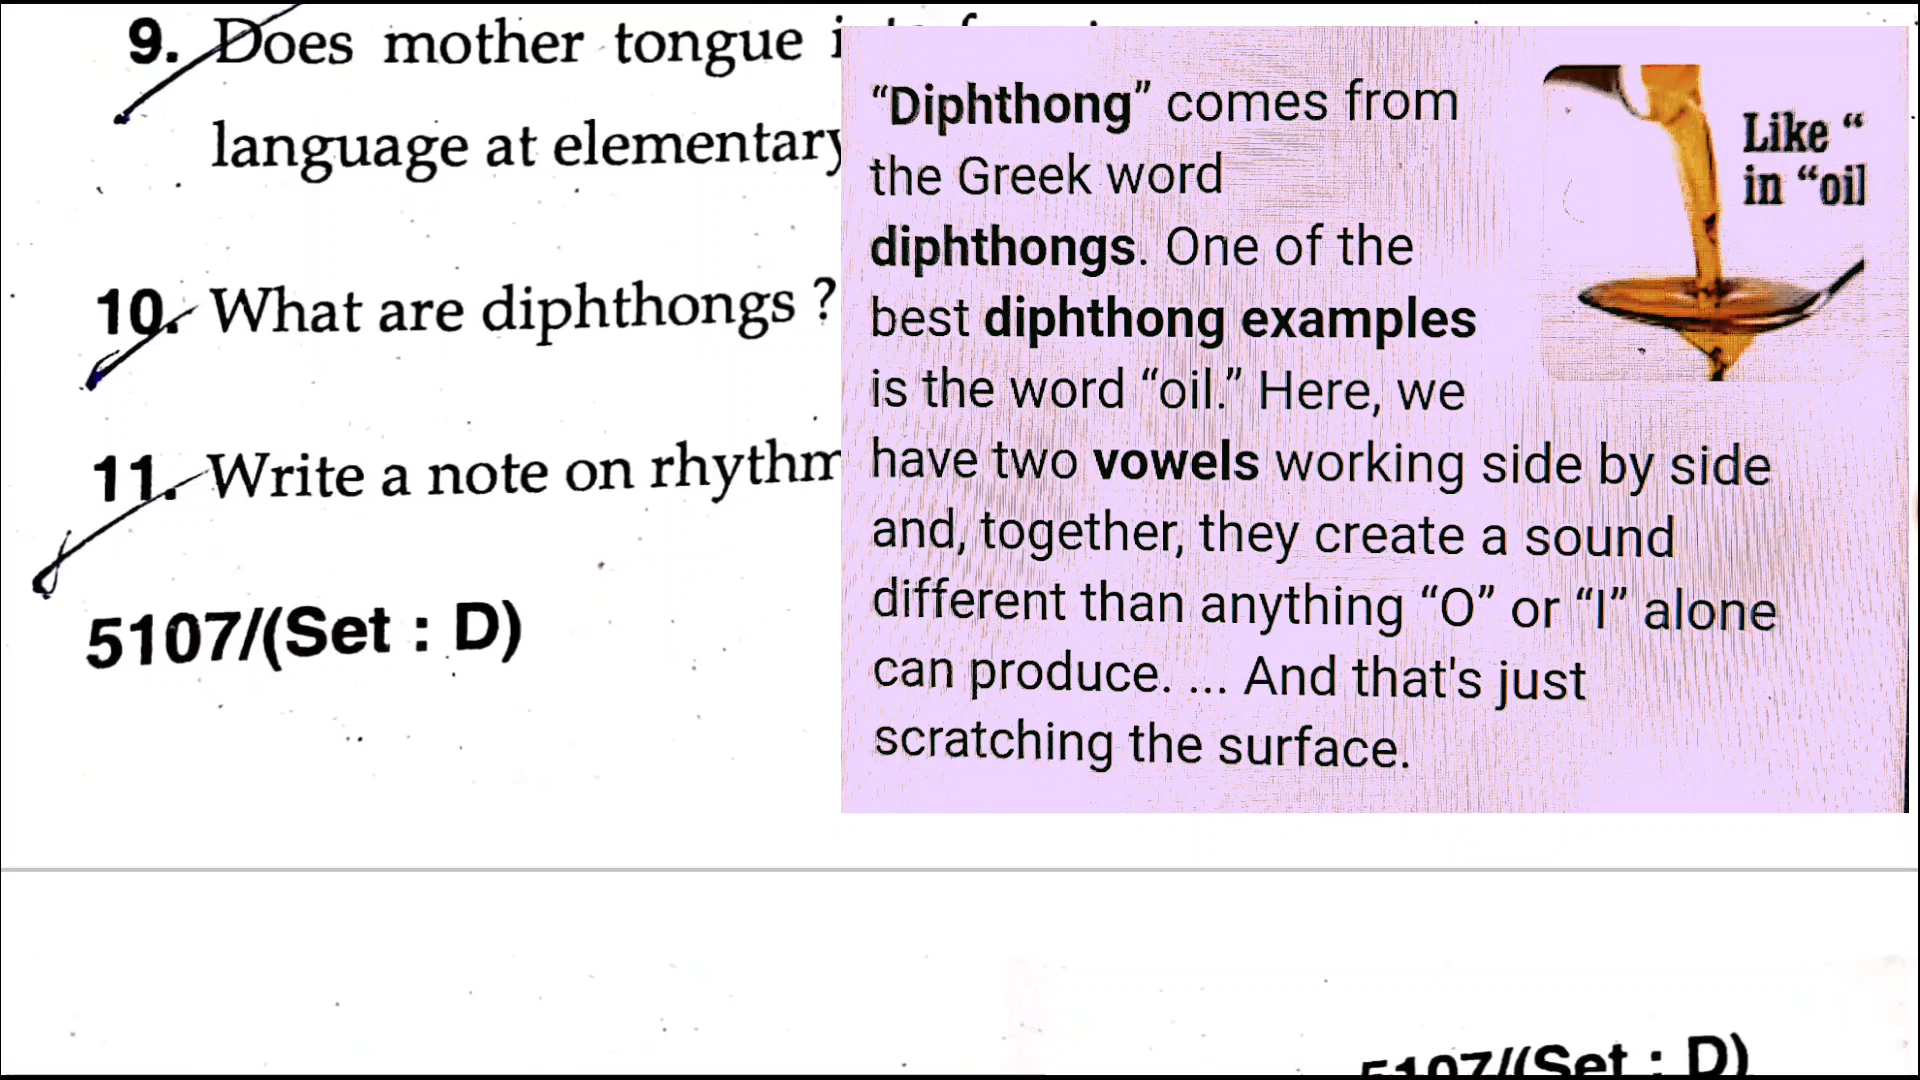 9. Does mother tongue
language at elementary
10. What are diphthongs ?
11. Write a note on rhythm
5107/(Set : D)
“Diphthong” comes from
the Greek word
diphthongs. One of the
best diphthong examples
is the word “oil.” Here, we
have two vowels working side by side
and, together, they create a sound
different than anything “O” or “I” alone
can produce. ... And that's just
scratching the surface.
Like “
in “oil
5107/(Set : D)